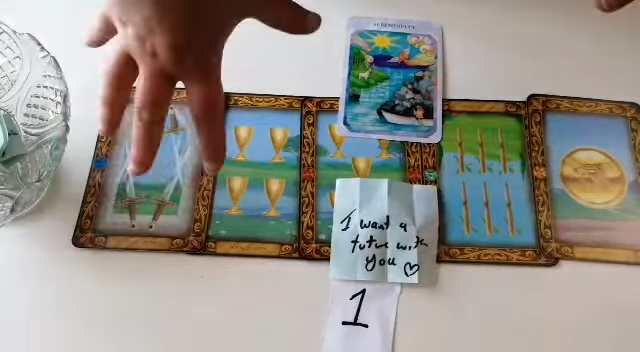 SERENDIPITY
I want a
future with
you
1